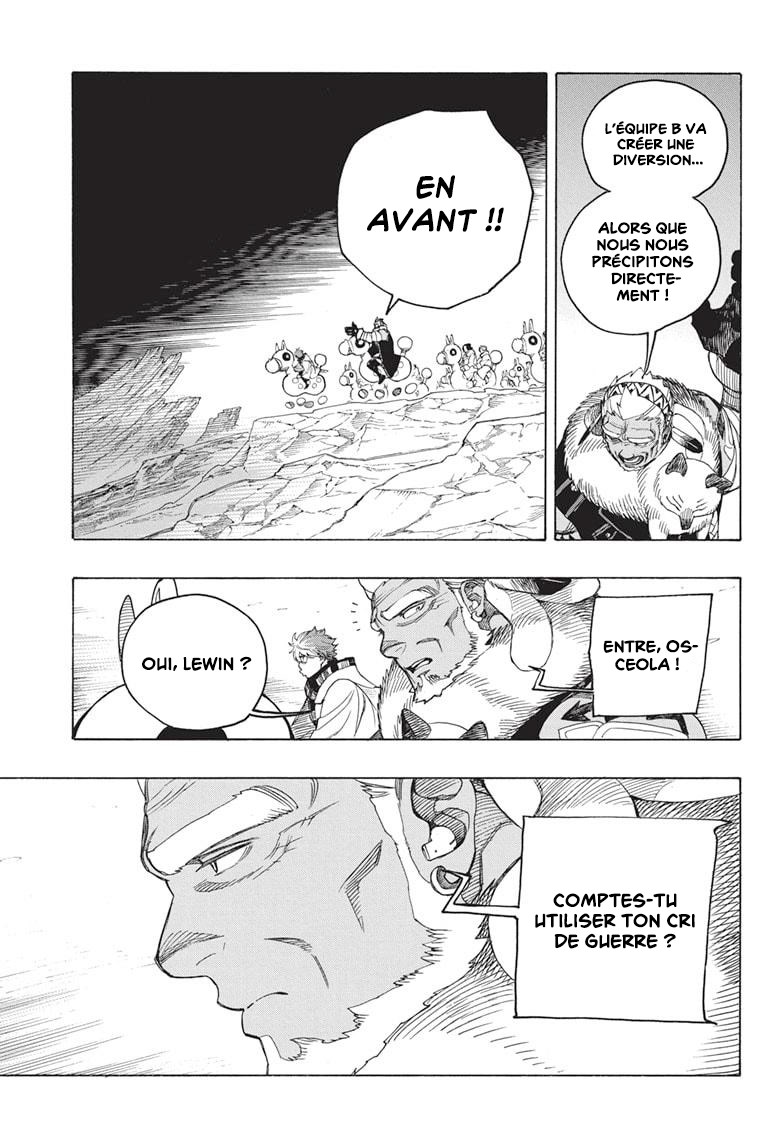 L'ÉQUIPE B VA
CRÉER UNE
DIVERSION...
ALORS QUE
NOUS NOUS
PRÉCIPITONS
DIRECTE-
MENT !
EN
AVANT !!
ENTRE, OS-
CEOLA !
OUI, LEWIN ?
COMPTES-TU
UTILISER TON CRI
DE GUERRE ?